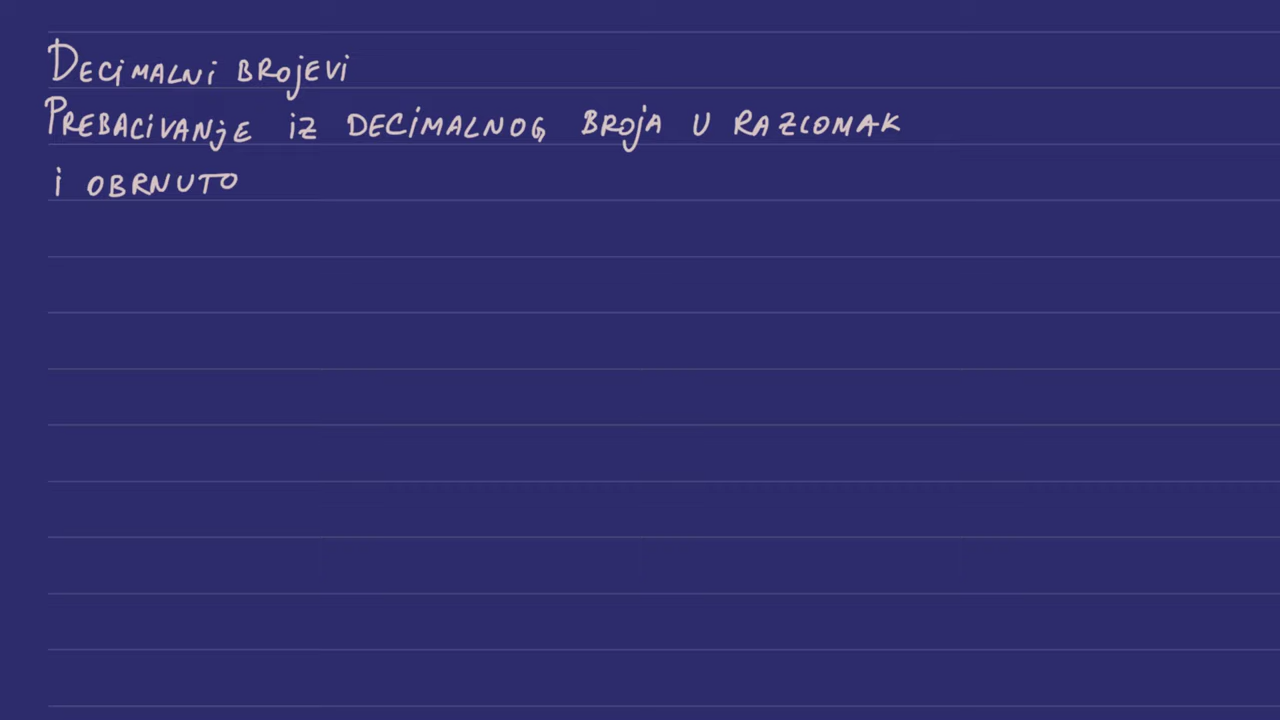 DECIMALNI BROJEVI
PREBACIVANJE IZ DECIMALNOG BROJA U RAZLOMAK
I OBRNUTO